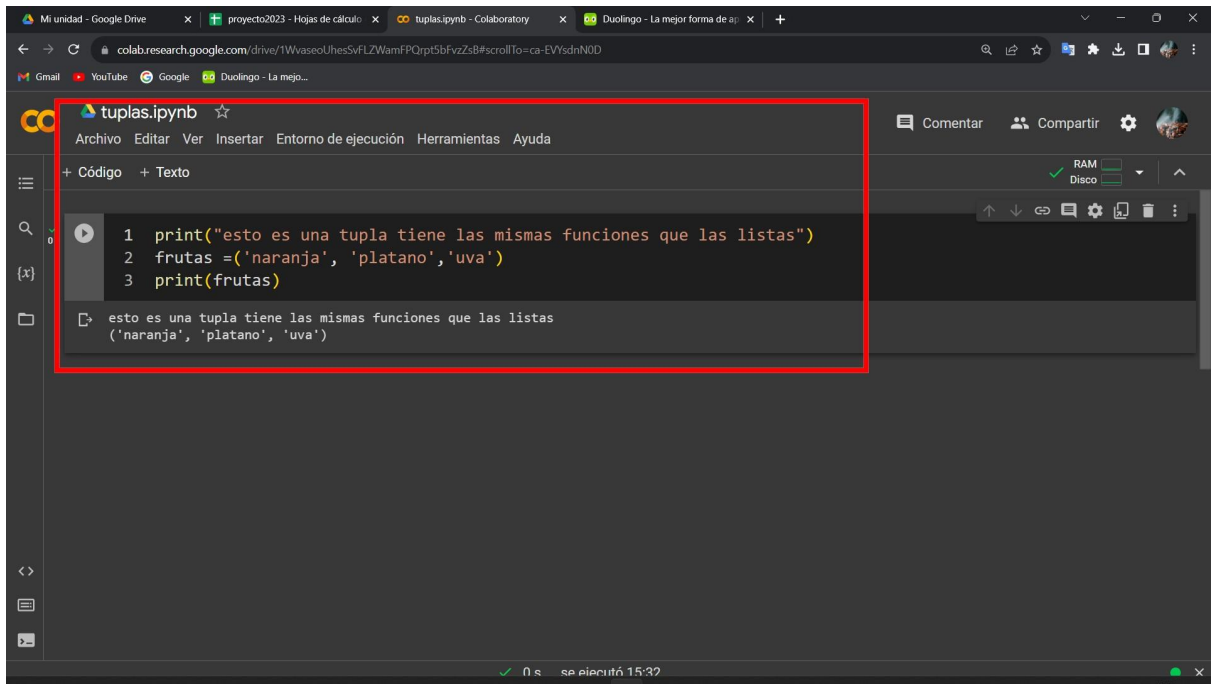 Mi unidad - Google Drive
proyecto2023 - Hojas de cálculo
tuplas.ipynb - Colaboratory
Duolingo - La mejor forma de ap
colab.research.google.com/drive/1WvaseoUhesSvFLZWamFPQrpt5bFvzZsB#scrollTo=ca-EVYsdnN0D
Gmail YouTube Google Duolingo - La mejo...
tuplas.ipynb
Archivo Editar Ver Insertar Entorno de ejecución Herramientas Ayuda
Comentar Compartir
+ Código + Texto
RAM
Disco
0
1 print("esto es una tupla tiene las mismas funciones que las listas")
2 frutas =('naranja', 'platano','uva')
3 print(frutas)
{x}
esto es una tupla tiene las mismas funciones que las listas
('naranja', 'platano', 'uva')
0 s se ejecutó 15:32